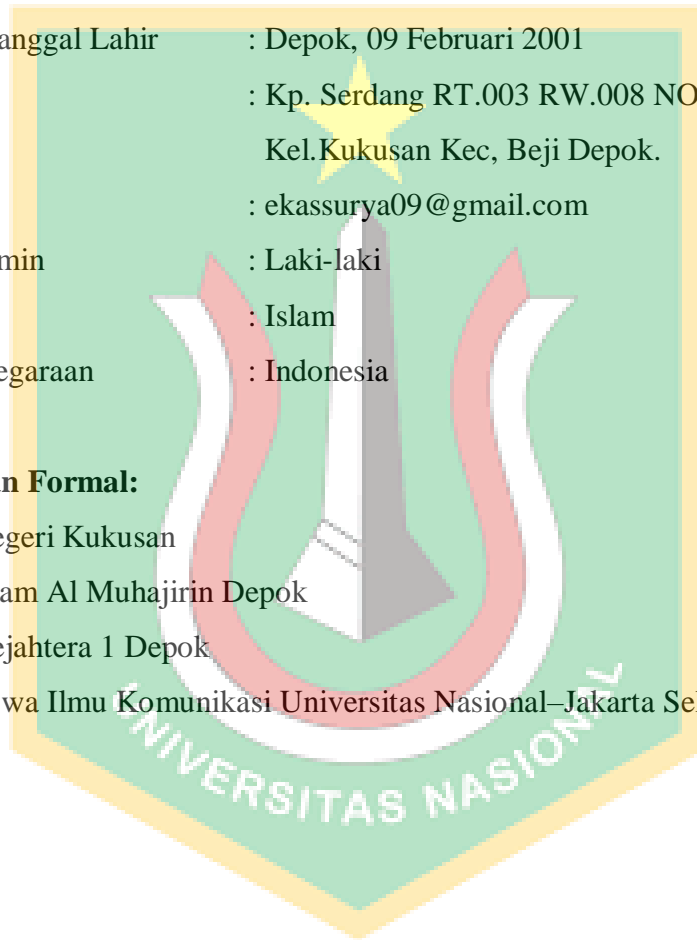 anggal Lahir : Depok, 09 Februari 2001
: Kp. Serdang RT.003 RW.008 NO
Kel.Kukusan Kec, Beji Depok.
: ekassurya09@gmail.com
min : Laki-laki
: Islam
egaraan : Indonesia
n Formal:
egeri Kukusan
am Al Muhajirin Depok
ejahtera 1 Depok
wa Ilmu Komunikasi Universitas Nasional–Jakarta Sel
UNIVERSITAS NASIONAL